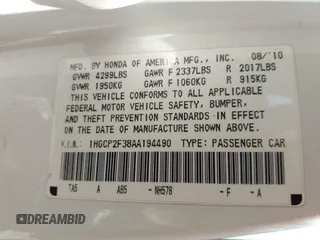 MFD. BY HONDA OF AMERICA MFG., INC. 08/'10
GVWR 4299LBS GAWR F 2337LBS R 2017LBS
GVWR 1950KG GAWR F 1060KG R 915KG
THIS VEHICLE CONFORMS TO ALL APPLICABLE
FEDERAL MOTOR VEHICLE SAFETY, BUMPER,
AND THEFT PREVENTION STANDARDS IN EFFECT
ON THE DATE OF MANUFACTURE SHOWN ABOVE.
V.I.N.: 1HGCP2F38AA194490 TYPE: PASSENGER CAR
TA5 A AB5 - NH578 - F - A
DREAMBID